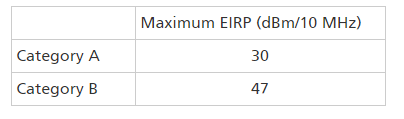 Maximum EIRP (dBm/10 MHz)
Category A 30
Category B 47